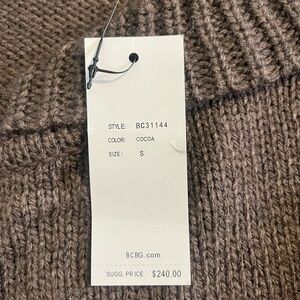 STYLE: BC31144
COLOR: COCOA
SIZE: S
BCBG.com
SUGG. PRICE. $240.00